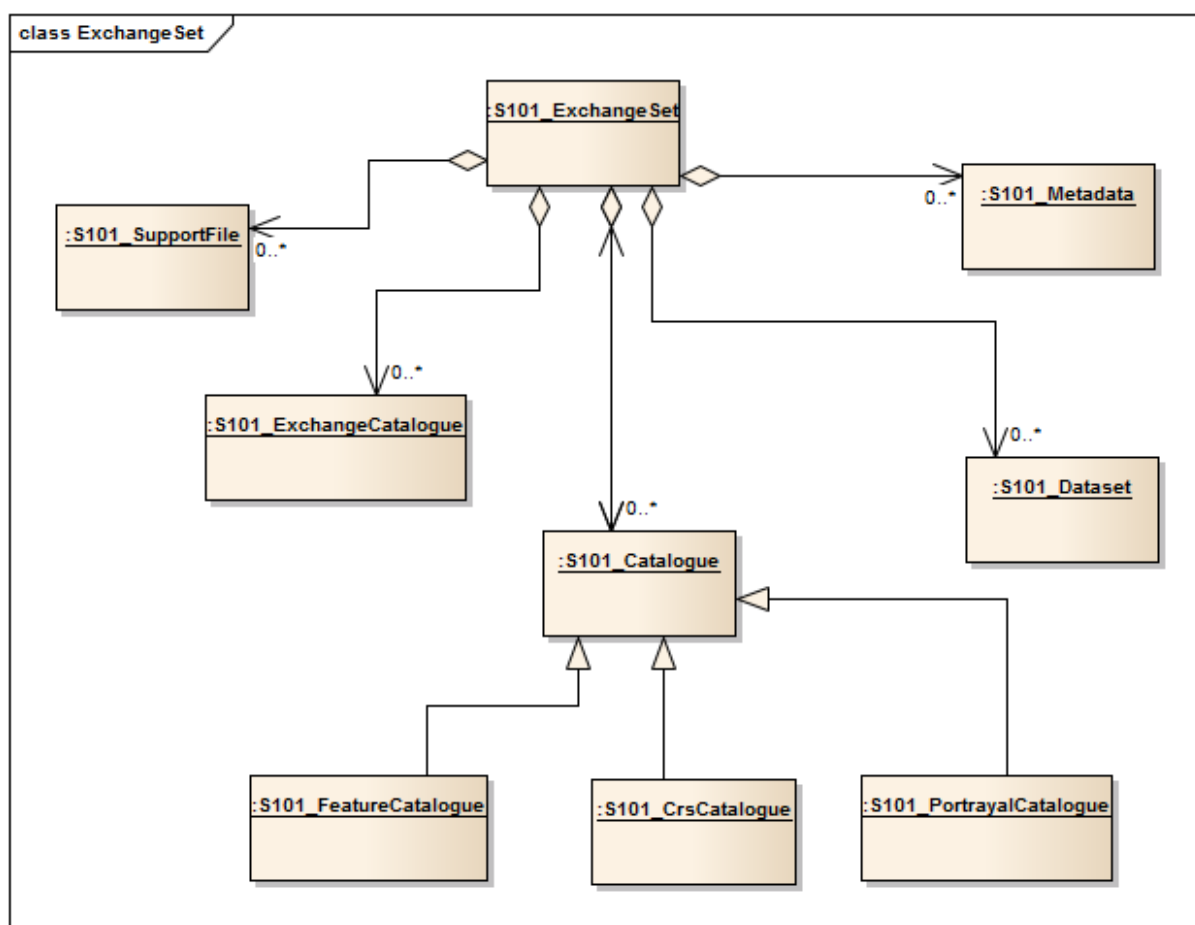 class ExchangeSet
:S101_ExchangeSet
:S101_Metadata
0..*
:S101_SupportFile
0..*
0..*
:S101_ExchangeCatalogue
0..*
:S101_Dataset
0..*
:S101_Catalogue
:S101_FeatureCatalogue
:S101_CrsCatalogue
:S101_PortrayalCatalogue